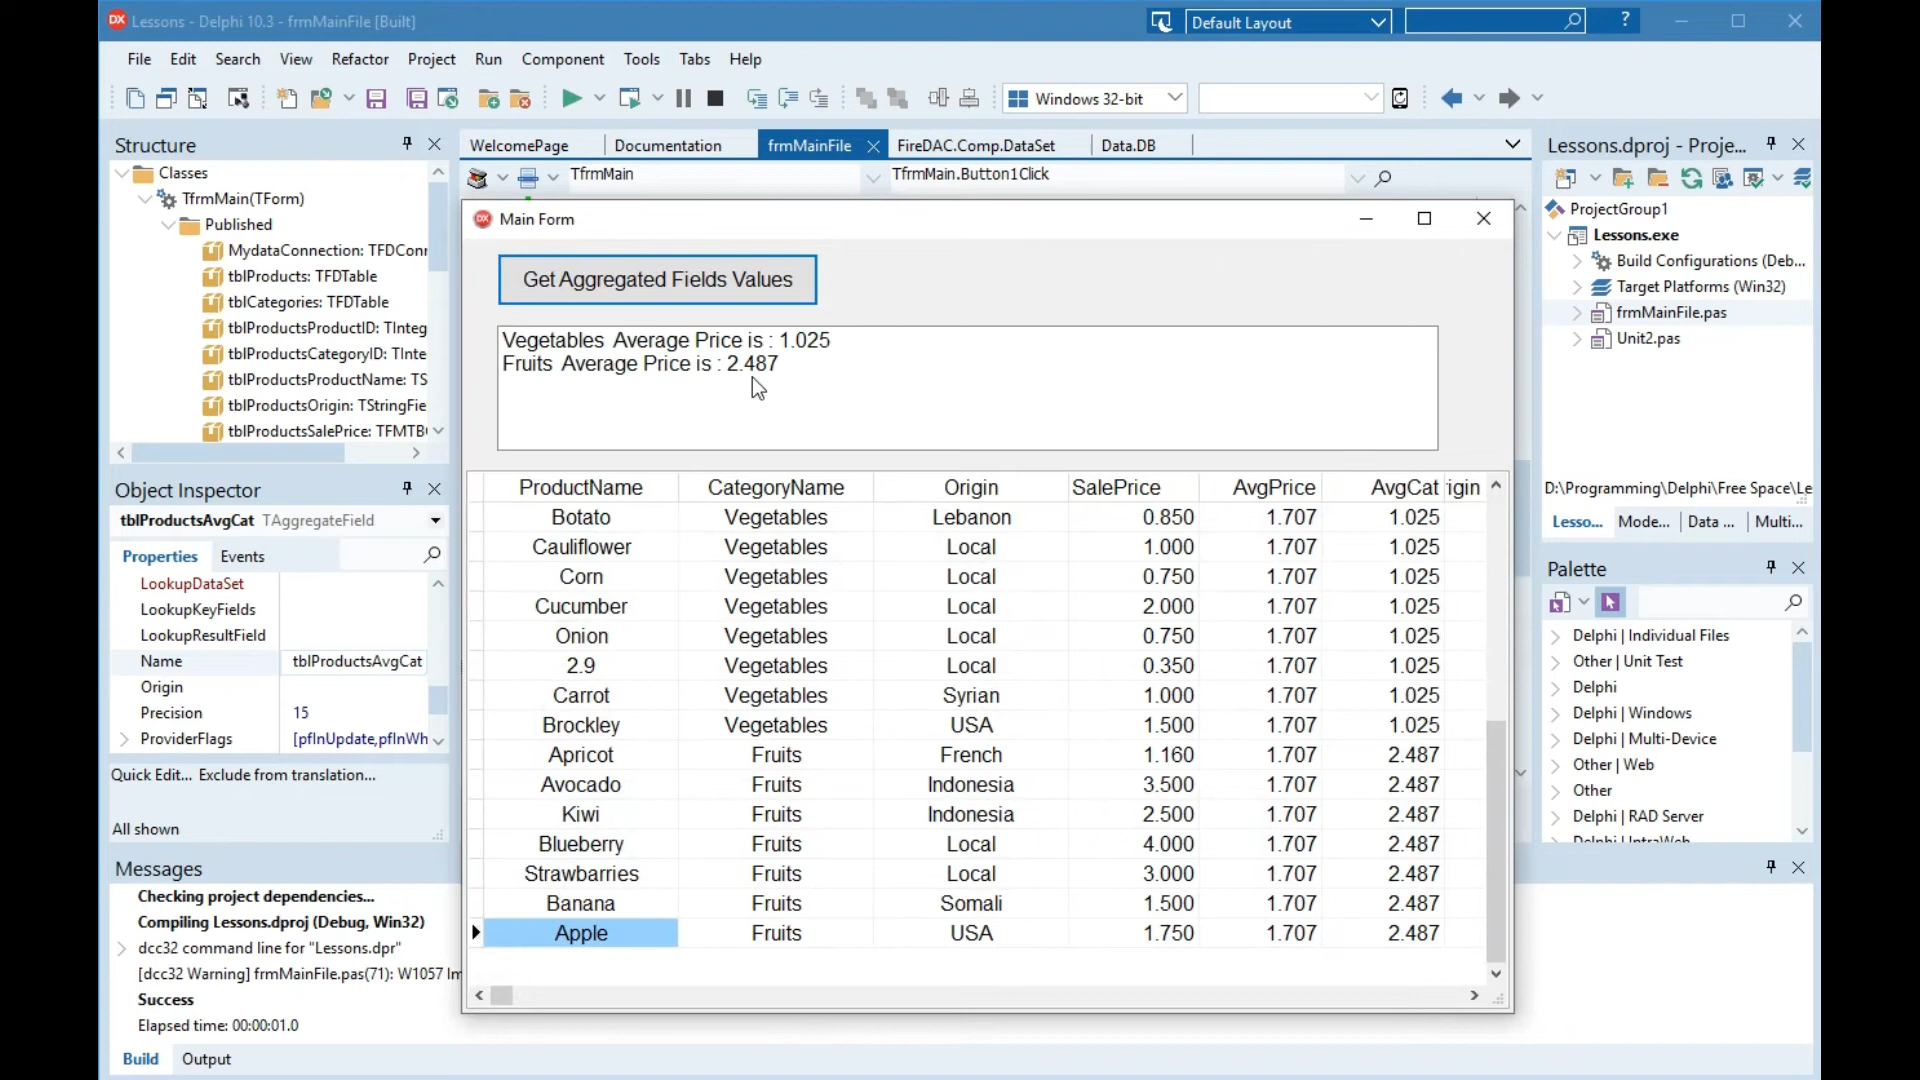 Lessons - Delphi 10.3 - frmMainFile [Built]
Default Layout
?
File Edit Search View Refactor Project Run Component Tools Tabs Help
Windows 32-bit
Structure
Classes
TfrmMain(TForm)
Published
MydataConnection: TFDConr
tblProducts: TFDTable
tblCategories: TFDTable
tblProductsProductID: TInteg
tblProductsCategoryID: TInte
tblProductsProductName: TS
tblProductsOrigin: TStringFie
tblProductsSalePrice: TFMTB
Object Inspector
tblProductsAvgCat TAggregateField
Properties Events
LookupDataSet
LookupKeyFields
LookupResultField
Name tblProductsAvgCat
Origin
Precision 15
ProviderFlags [pfInUpdate,pfInWh
Quick Edit... Exclude from translation...
All shown
Messages
Checking project dependencies...
Compiling Lessons.dproj (Debug, Win32)
dcc32 command line for "Lessons.dpr"
[dcc32 Warning] frmMainFile.pas(71): W1057 Im
Success
Elapsed time: 00:00:01.0
Build Output
WelcomePage Documentation frmMainFile FireDAC.Comp.DataSet Data.DB
TfrmMain TfrmMain.Button1Click
Main Form
Get Aggregated Fields Values
Vegetables Average Price is : 1.025
Fruits Average Price is : 2.487
ProductName CategoryName Origin SalePrice AvgPrice AvgCat igin
Botato Vegetables Lebanon 0.850 1.707 1.025
Cauliflower Vegetables Local 1.000 1.707 1.025
Corn Vegetables Local 0.750 1.707 1.025
Cucumber Vegetables Local 2.000 1.707 1.025
Onion Vegetables Local 0.750 1.707 1.025
2.9 Vegetables Local 0.350 1.707 1.025
Carrot Vegetables Syrian 1.000 1.707 1.025
Brockley Vegetables USA 1.500 1.707 1.025
Apricot Fruits French 1.160 1.707 2.487
Avocado Fruits Indonesia 3.500 1.707 2.487
Kiwi Fruits Indonesia 2.500 1.707 2.487
Blueberry Fruits Local 4.000 1.707 2.487
Strawbarries Fruits Local 3.000 1.707 2.487
Banana Fruits Somali 1.500 1.707 2.487
Apple Fruits USA 1.750 1.707 2.487
Lessons.dproj - Proje...
ProjectGroup1
Lessons.exe
Build Configurations (Deb...
Target Platforms (Win32)
frmMainFile.pas
Unit2.pas
D:\Programming\Delphi\Free Space\Le
Lesso... Mode... Data ... Multi...
Palette
Delphi | Individual Files
Other | Unit Test
Delphi
Delphi | Windows
Delphi | Multi-Device
Other | Web
Other
Delphi | RAD Server
Delphi | IntraWeb